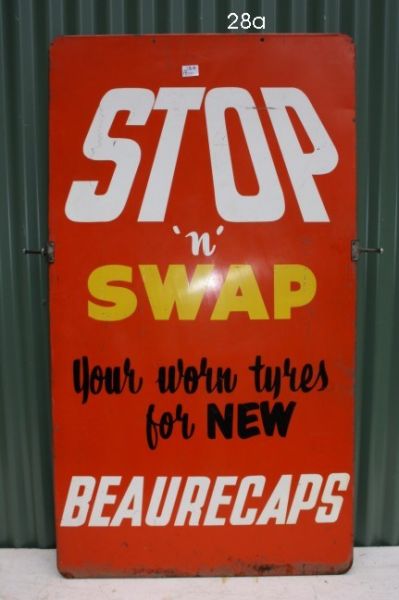 28a
STOP
'n'
SWAP
Your worn tyres
for NEW
BEAURECAPS